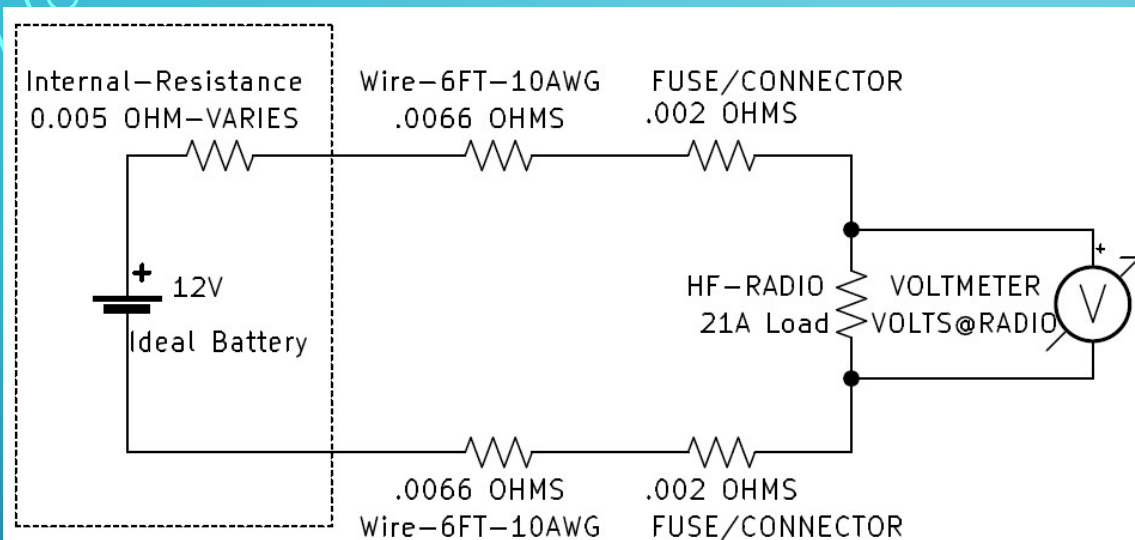 Internal-Resistance
0.005 OHM-VARIES
Wire-6FT-10AWG
.0066 OHMS
FUSE/CONNECTOR
.002 OHMS
+
12V
Ideal Battery
HF-RADIO
21A Load
+
VOLTMETER
VOLTS@RADIO
V
.0066 OHMS
Wire-6FT-10AWG
.002 OHMS
FUSE/CONNECTOR